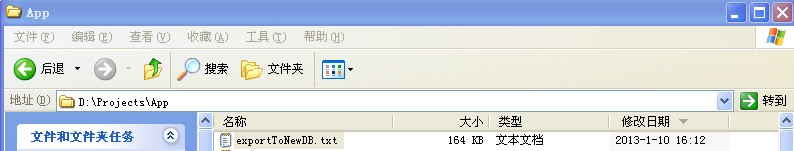 App
文件(F) 编辑(E) 查看(V) 收藏(A) 工具(T) 帮助(H)
后退 搜索 文件夹
地址(D) D:\Projects\App 转到
名称 大小 类型 修改日期
文件和文件夹任务 exportToNewDB.txt 164 KB 文本文档 2013-1-10 16:12